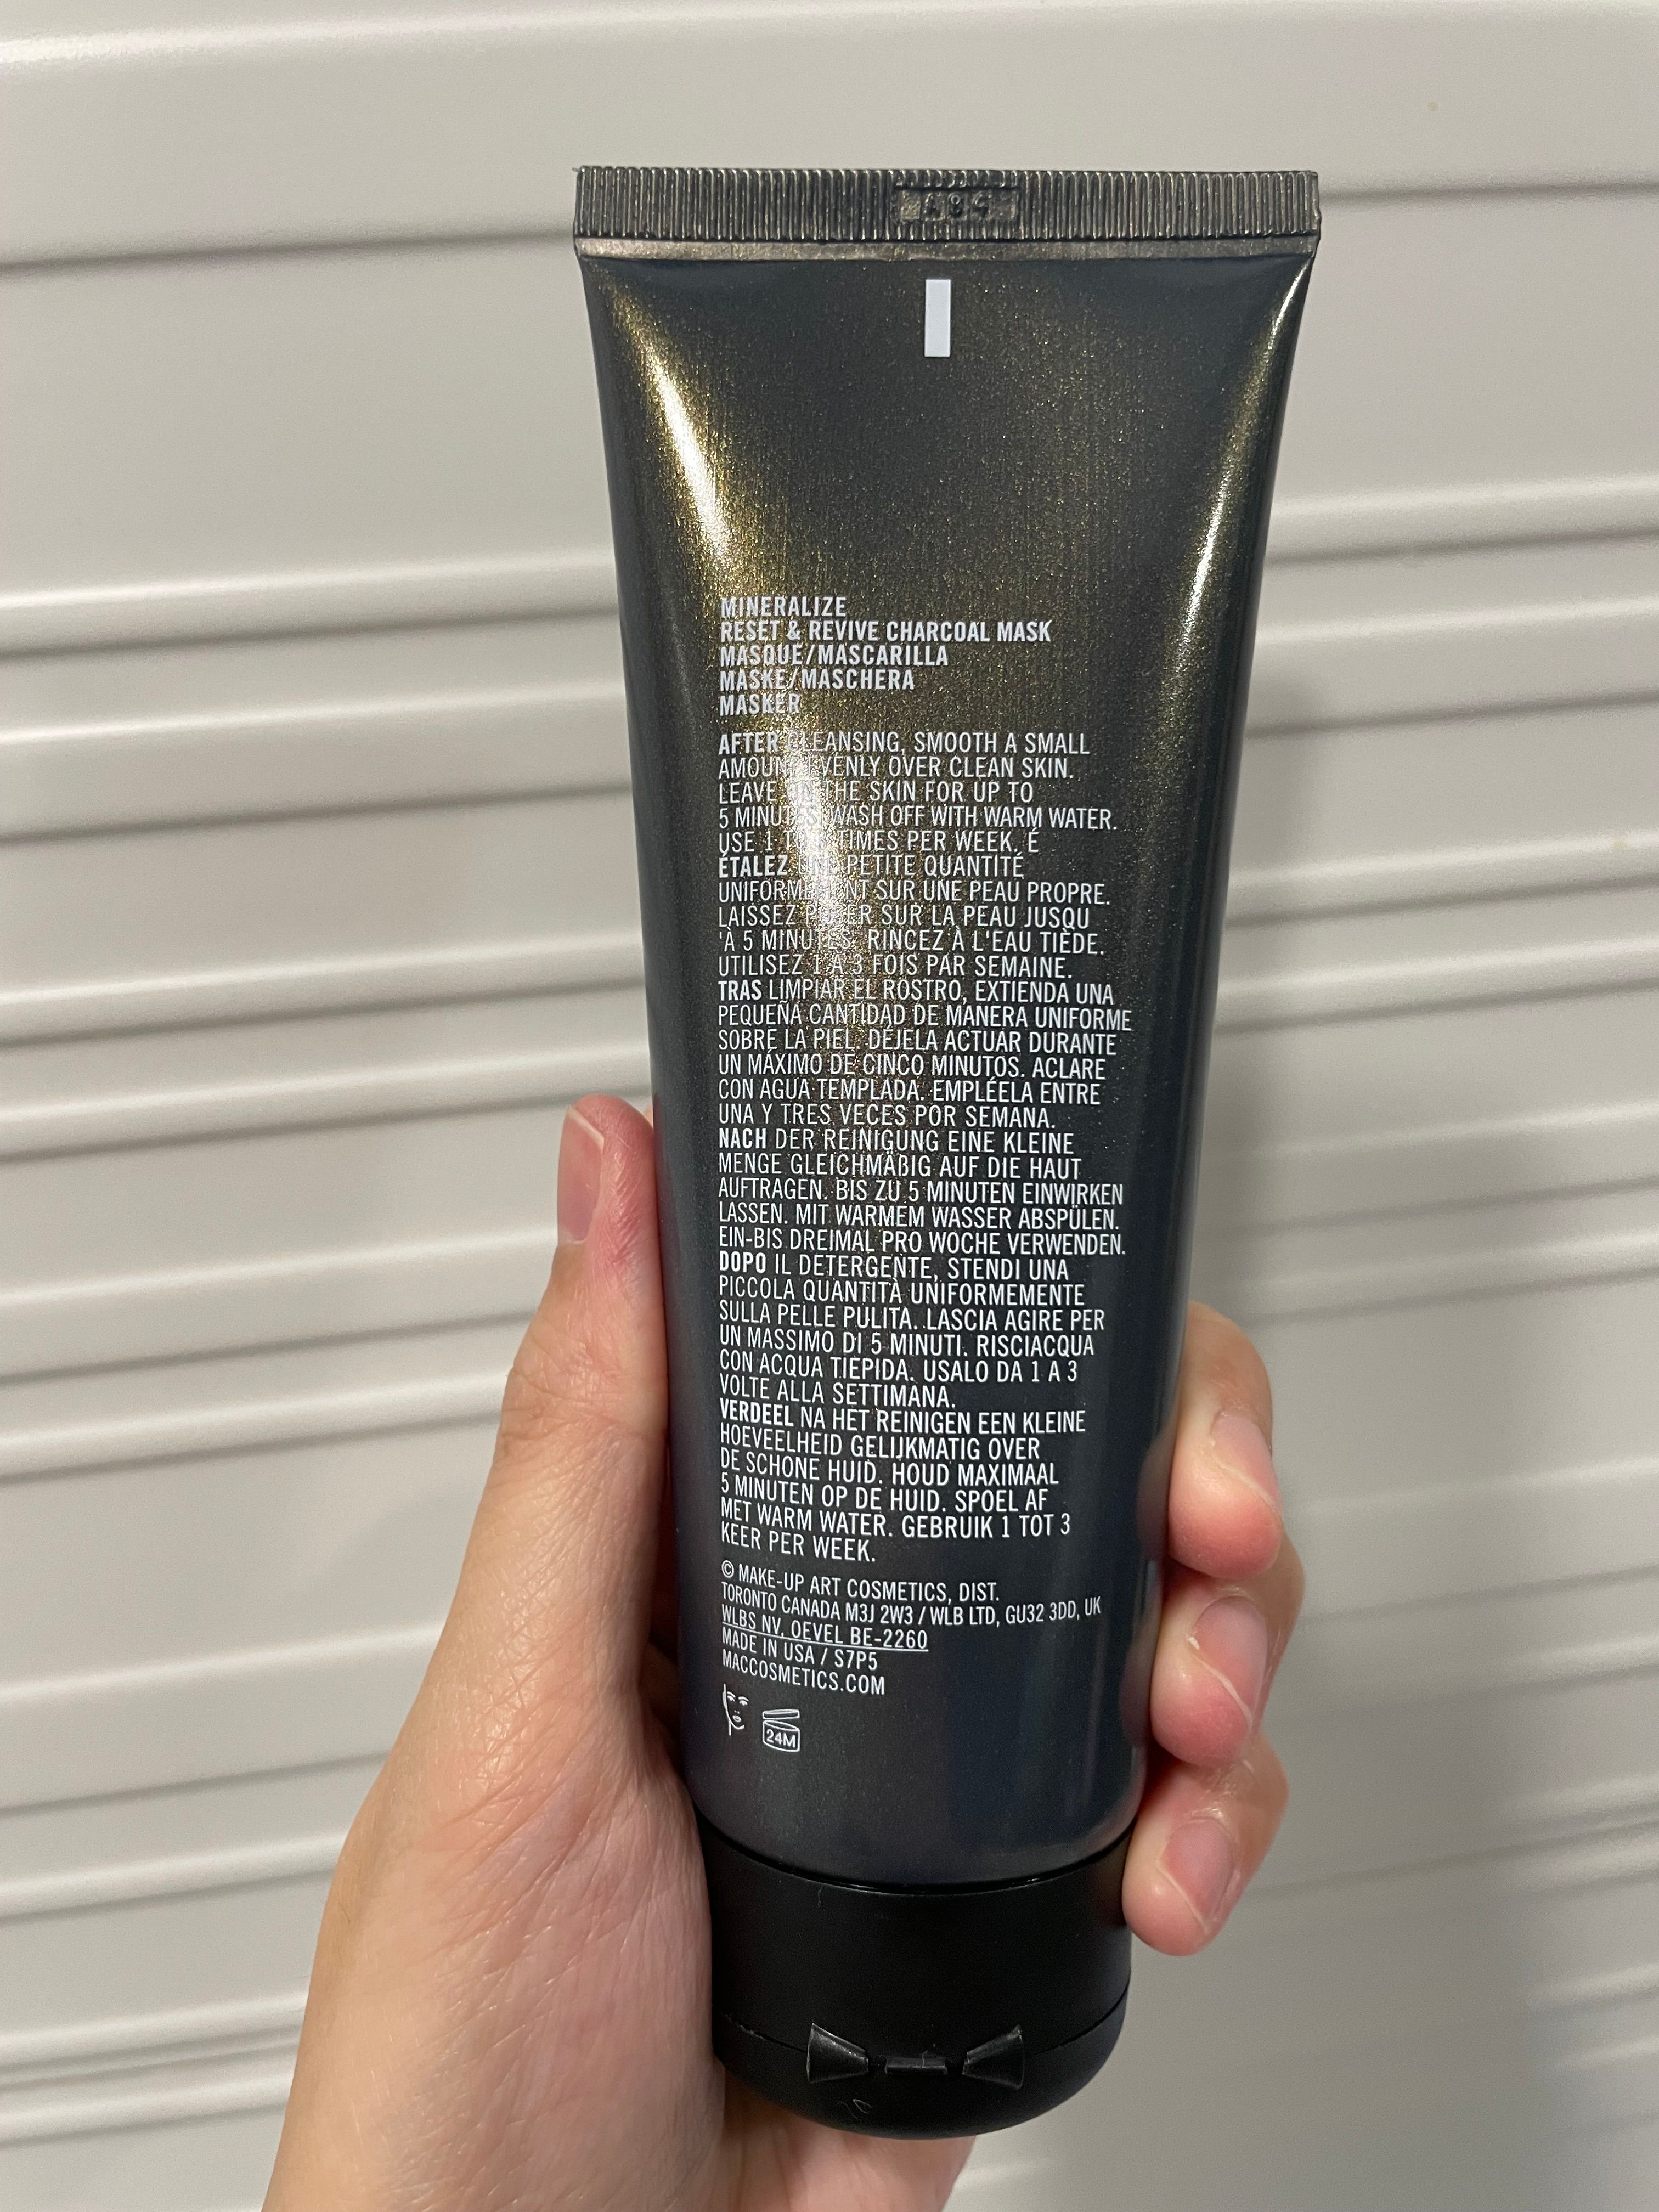 MINERALIZE
RESET & REVIVE CHARCOAL MASK
MASQUE/MASCARILLA
MASKE/MASCHERA
MASKER
AFTER CLEANSING, SMOOTH A SMALL
AMOUNT EVENLY OVER CLEAN SKIN.
LEAVE ON THE SKIN FOR UP TO
5 MINUTES. WASH OFF WITH WARM WATER.
USE 1 TO 3 TIMES PER WEEK. É
ÉTALEZ UNE PETITE QUANTITÉ
UNIFORMÉMENT SUR UNE PEAU PROPRE.
LAISSEZ POSER SUR LA PEAU JUSQU
'À 5 MINUTES. RINCEZ À L'EAU TIÈDE.
UTILISEZ 1 À 3 FOIS PAR SEMAINE.
TRAS LIMPIAR EL ROSTRO, EXTIENDA UNA
PEQUEÑA CANTIDAD DE MANERA UNIFORME
SOBRE LA PIEL. DÉJELA ACTUAR DURANTE
UN MÁXIMO DE CINCO MINUTOS. ACLARE
CON AGUA TEMPLADA. EMPLÉELA ENTRE
UNA Y TRES VECES POR SEMANA.
NACH DER REINIGUNG EINE KLEINE
MENGE GLEICHMÄßIG AUF DIE HAUT
AUFTRAGEN. BIS ZU 5 MINUTEN EINWIRKEN
LASSEN. MIT WARMEM WASSER ABSPÜLEN.
EIN-BIS DREIMAL PRO WOCHE VERWENDEN.
DOPO IL DETERGENTE, STENDI UNA
PICCOLA QUANTITÀ UNIFORMEMENTE
SULLA PELLE PULITA. LASCIA AGIRE PER
UN MASSIMO DI 5 MINUTI. RISCIACQUA
CON ACQUA TIEPIDA. USALO DA 1 A 3
VOLTE ALLA SETTIMANA.
VERDEEL NA HET REINIGEN EEN KLEINE
HOEVEELHEID GELIJKMATIG OVER
DE SCHONE HUID. HOUD MAXIMAAL
5 MINUTEN OP DE HUID. SPOEL AF
MET WARM WATER. GEBRUIK 1 TOT 3
KEER PER WEEK.
© MAKE-UP ART COSMETICS, DIST.
TORONTO CANADA M3J 2W3 / WLB LTD, GU32 3DD, UK
WLBS NV, OEVEL BE-2260
MADE IN USA / S7P5
MACCOSMETICS.COM
24M